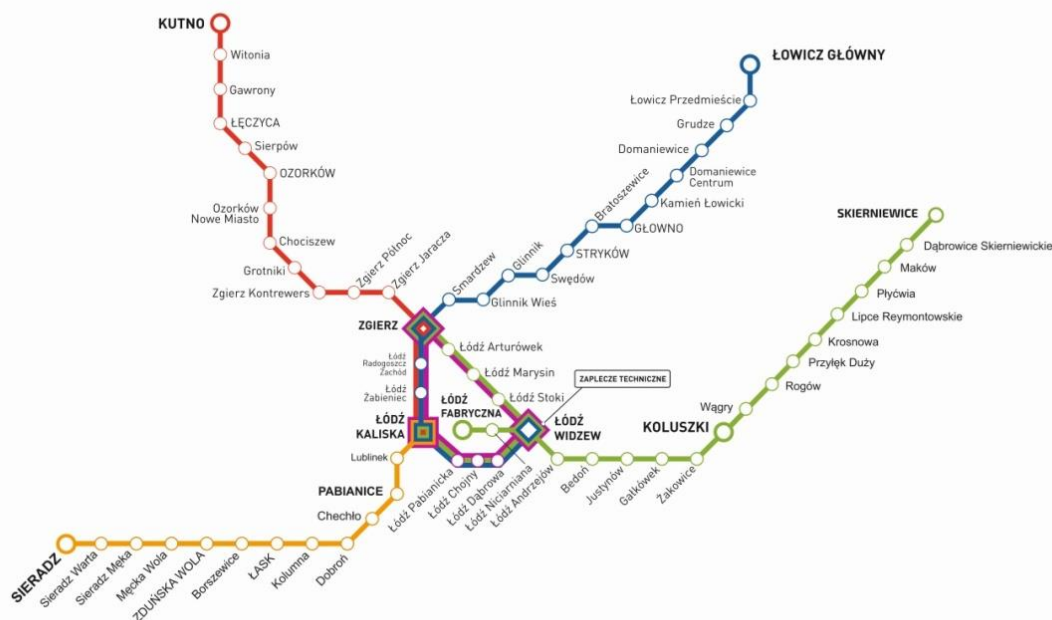 KUTNO
Witonia
Gawrony
ŁĘCZYCA
Sierpów
OZORKÓW
Ozorków
Nowe Miasto
Chociszew
Grotniki
Zgierz Kontrewers
Zgierz Północ
Zgierz Jaracza
ZGIERZ
ŁOWICZ GŁÓWNY
Łowicz Przedmieście
Grudze
Domaniewice
Domaniewice
Centrum
Kamień Łowicki
GŁOWNO
Bratoszewice
STRYKÓW
Swędów
Glinnik
Glinnik Wieś
Smardzew
Łódź
Radogoszcz
Zachód
Łódź
Żabieniec
ŁÓDŹ
KALISKA
Łódź Arturówek
Łódź Marysin
Łódź Stoki
ŁÓDŹ
FABRYCZNA
ŁÓDŹ
WIDZEW
ZAPLECZE TECHNICZNE
SKIERNIEWICE
Dąbrowice Skierniewickie
Maków
Płyćwia
Lipce Reymontowskie
Krosnowa
Przyłęk Duży
Rogów
Wągry
KOLUSZKI
Żakowice
Gałkówek
Justynów
Bedoń
Łódź Andrzejów
Łódź Niciarniana
Łódź Dąbrowa
Łódź Chojny
Łódź Pabianicka
Lublinek
PABIANICE
Chechło
Dobroń
Kolumna
ŁASK
Borszewice
ZDUŃSKA WOLA
Męcka Wola
Sieradz Męka
Sieradz Warta
SIERADZ